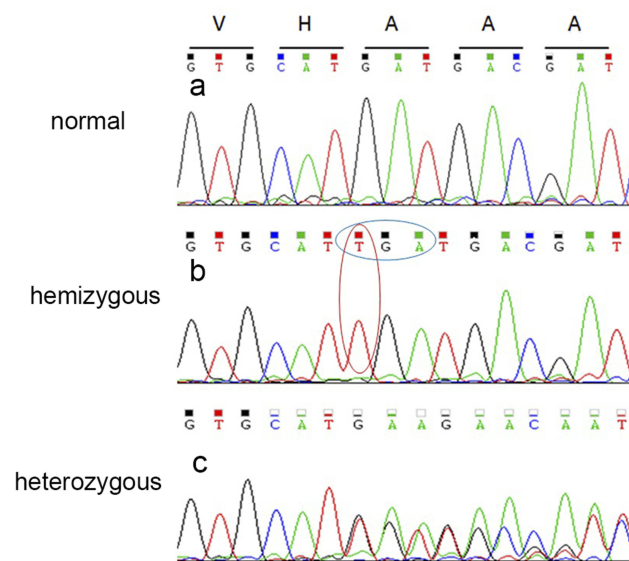 V H A A A
G T G C A T G A T G A C G A T
a
normal
G T G C A T T G A T G A C G A T
b
hemizygous
G T G C A T G A A G A A C A A T
c
heterozygous